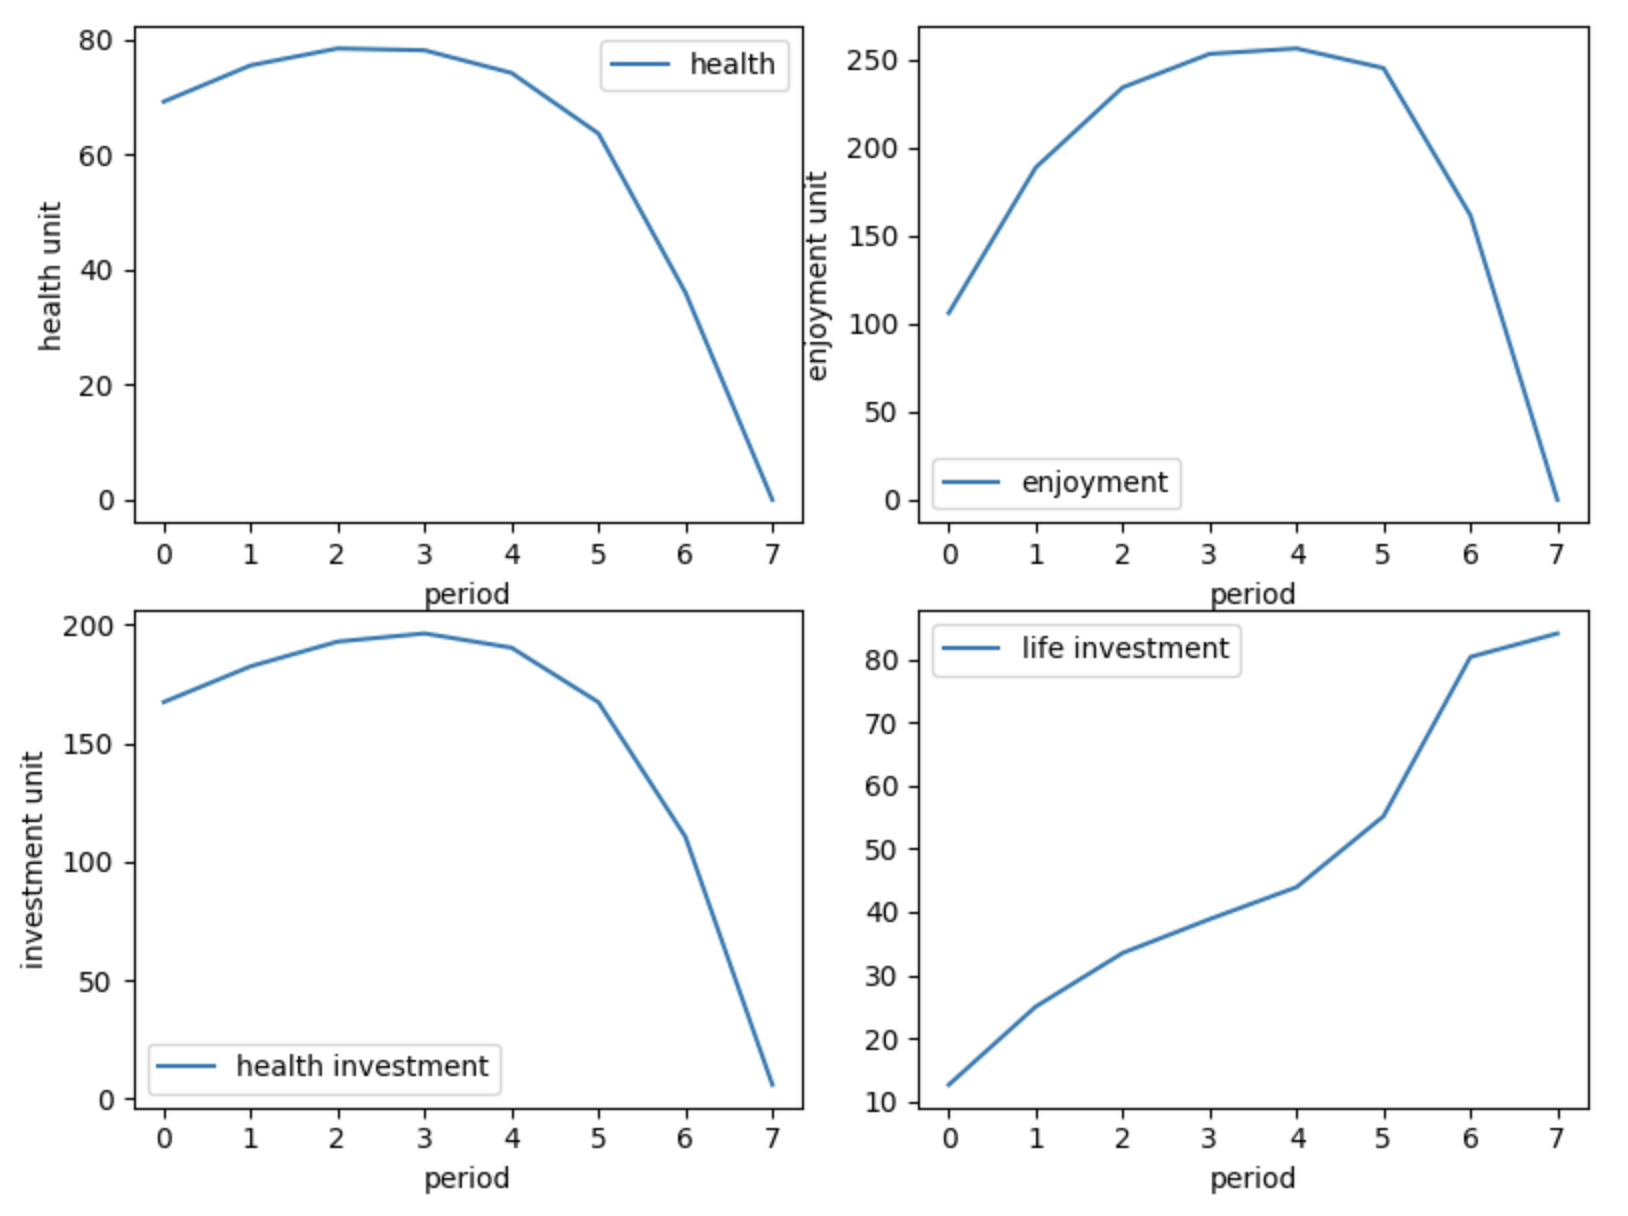 health unit
80
60
40
20
0
health
0 1 2 3 4 5 6 7
period
enjoyment unit
250
200
150
100
50
0
enjoyment
0 1 2 3 4 5 6 7
period
investment unit
200
150
100
50
0
health investment
0 1 2 3 4 5 6 7
period
80
70
60
50
40
30
20
10
life investment
0 1 2 3 4 5 6 7
period